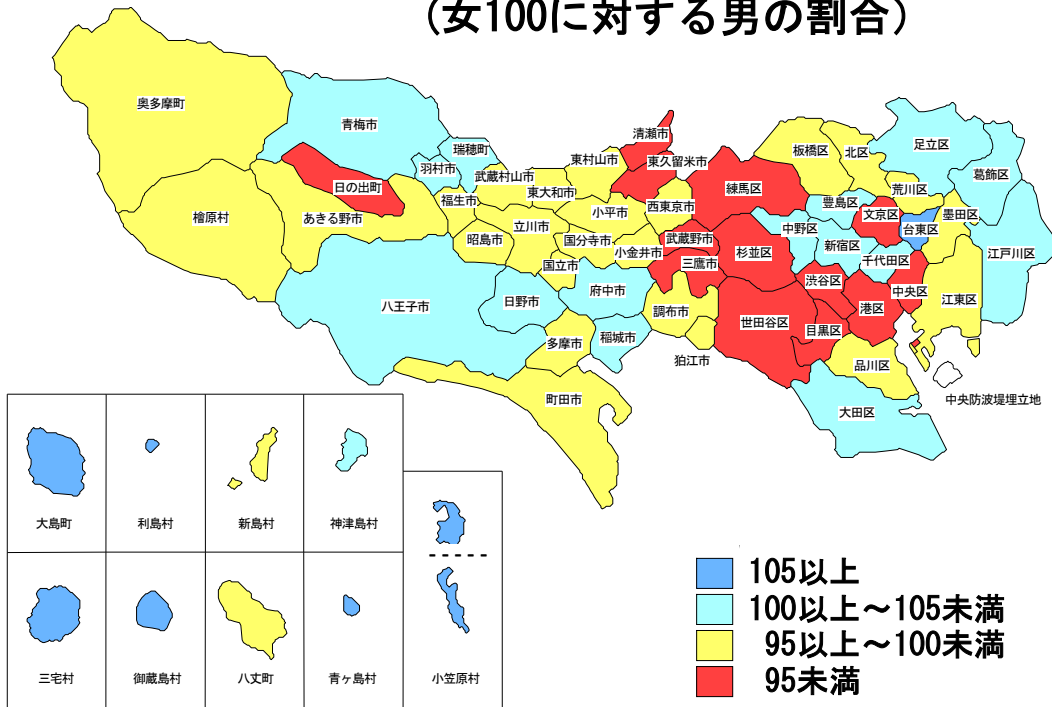 (女100に対する男の割合)
奥多摩町
青梅市
瑞穂町
羽村市
日の出町
檜原村
あきる野市
福生市
武蔵村山市
東大和市
東村山市
清瀬市
東久留米市
昭島市
立川市
国分寺市
小平市
小金井市
西東京市
国立市
武蔵野市
三鷹市
八王子市
日野市
府中市
調布市
稲城市
狛江市
多摩市
町田市
練馬区
板橋区
北区
足立区
葛飾区
荒川区
豊島区
文京区
台東区
墨田区
中野区
新宿区
千代田区
江戸川区
杉並区
渋谷区
中央区
港区
江東区
世田谷区
目黒区
品川区
大田区
中央防波堤埋立地
大島町
利島村
新島村
神津島村
三宅村
御蔵島村
八丈町
青ヶ島村
小笠原村
105以上
100以上～105未満
95以上～100未満
95未満